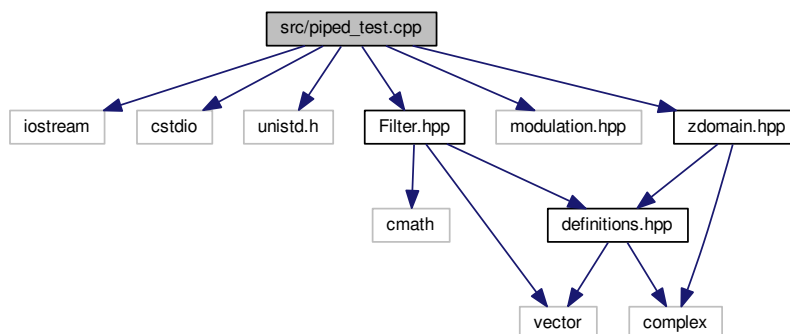 src/piped_test.cpp
iostream
cstdio
unistd.h
Filter.hpp
modulation.hpp
zdomain.hpp
cmath
definitions.hpp
vector
complex